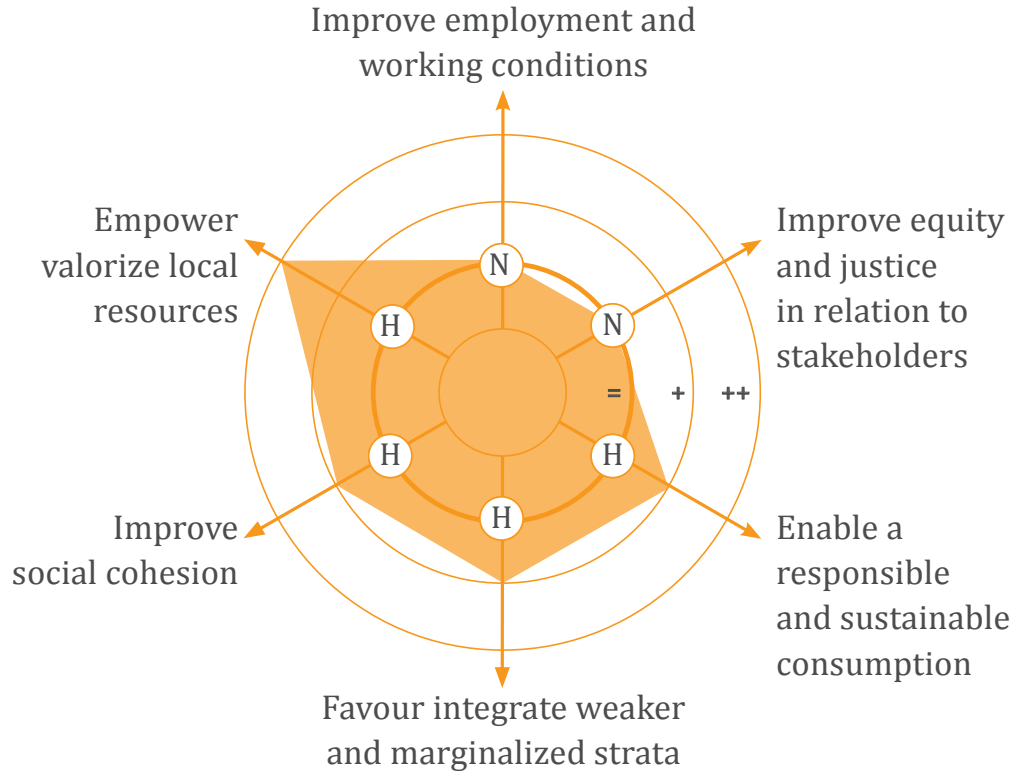 Improve employment and
working conditions
Empower
valorize local
resources
Improve equity
and justice
in relation to
stakeholders
N
H
N
= + ++
H
H
H
Improve
social cohesion
Enable a
responsible
and sustainable
consumption
Favour integrate weaker
and marginalized strata